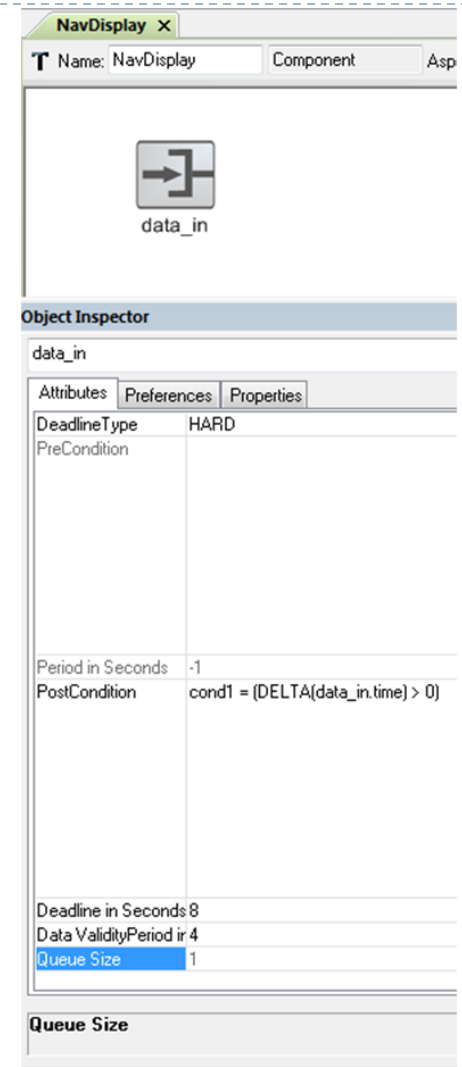 NavDisplay ×
T Name: NavDisplay Component Asp
data_in
Object Inspector
data_in
Attributes Preferences Properties
DeadlineType HARD
PreCondition
Period in Seconds -1
PostCondition cond1 = (DELTA(data_in.time) > 0)
Deadline in Seconds 8
Data ValidityPeriod ir 4
Queue Size 1
Queue Size